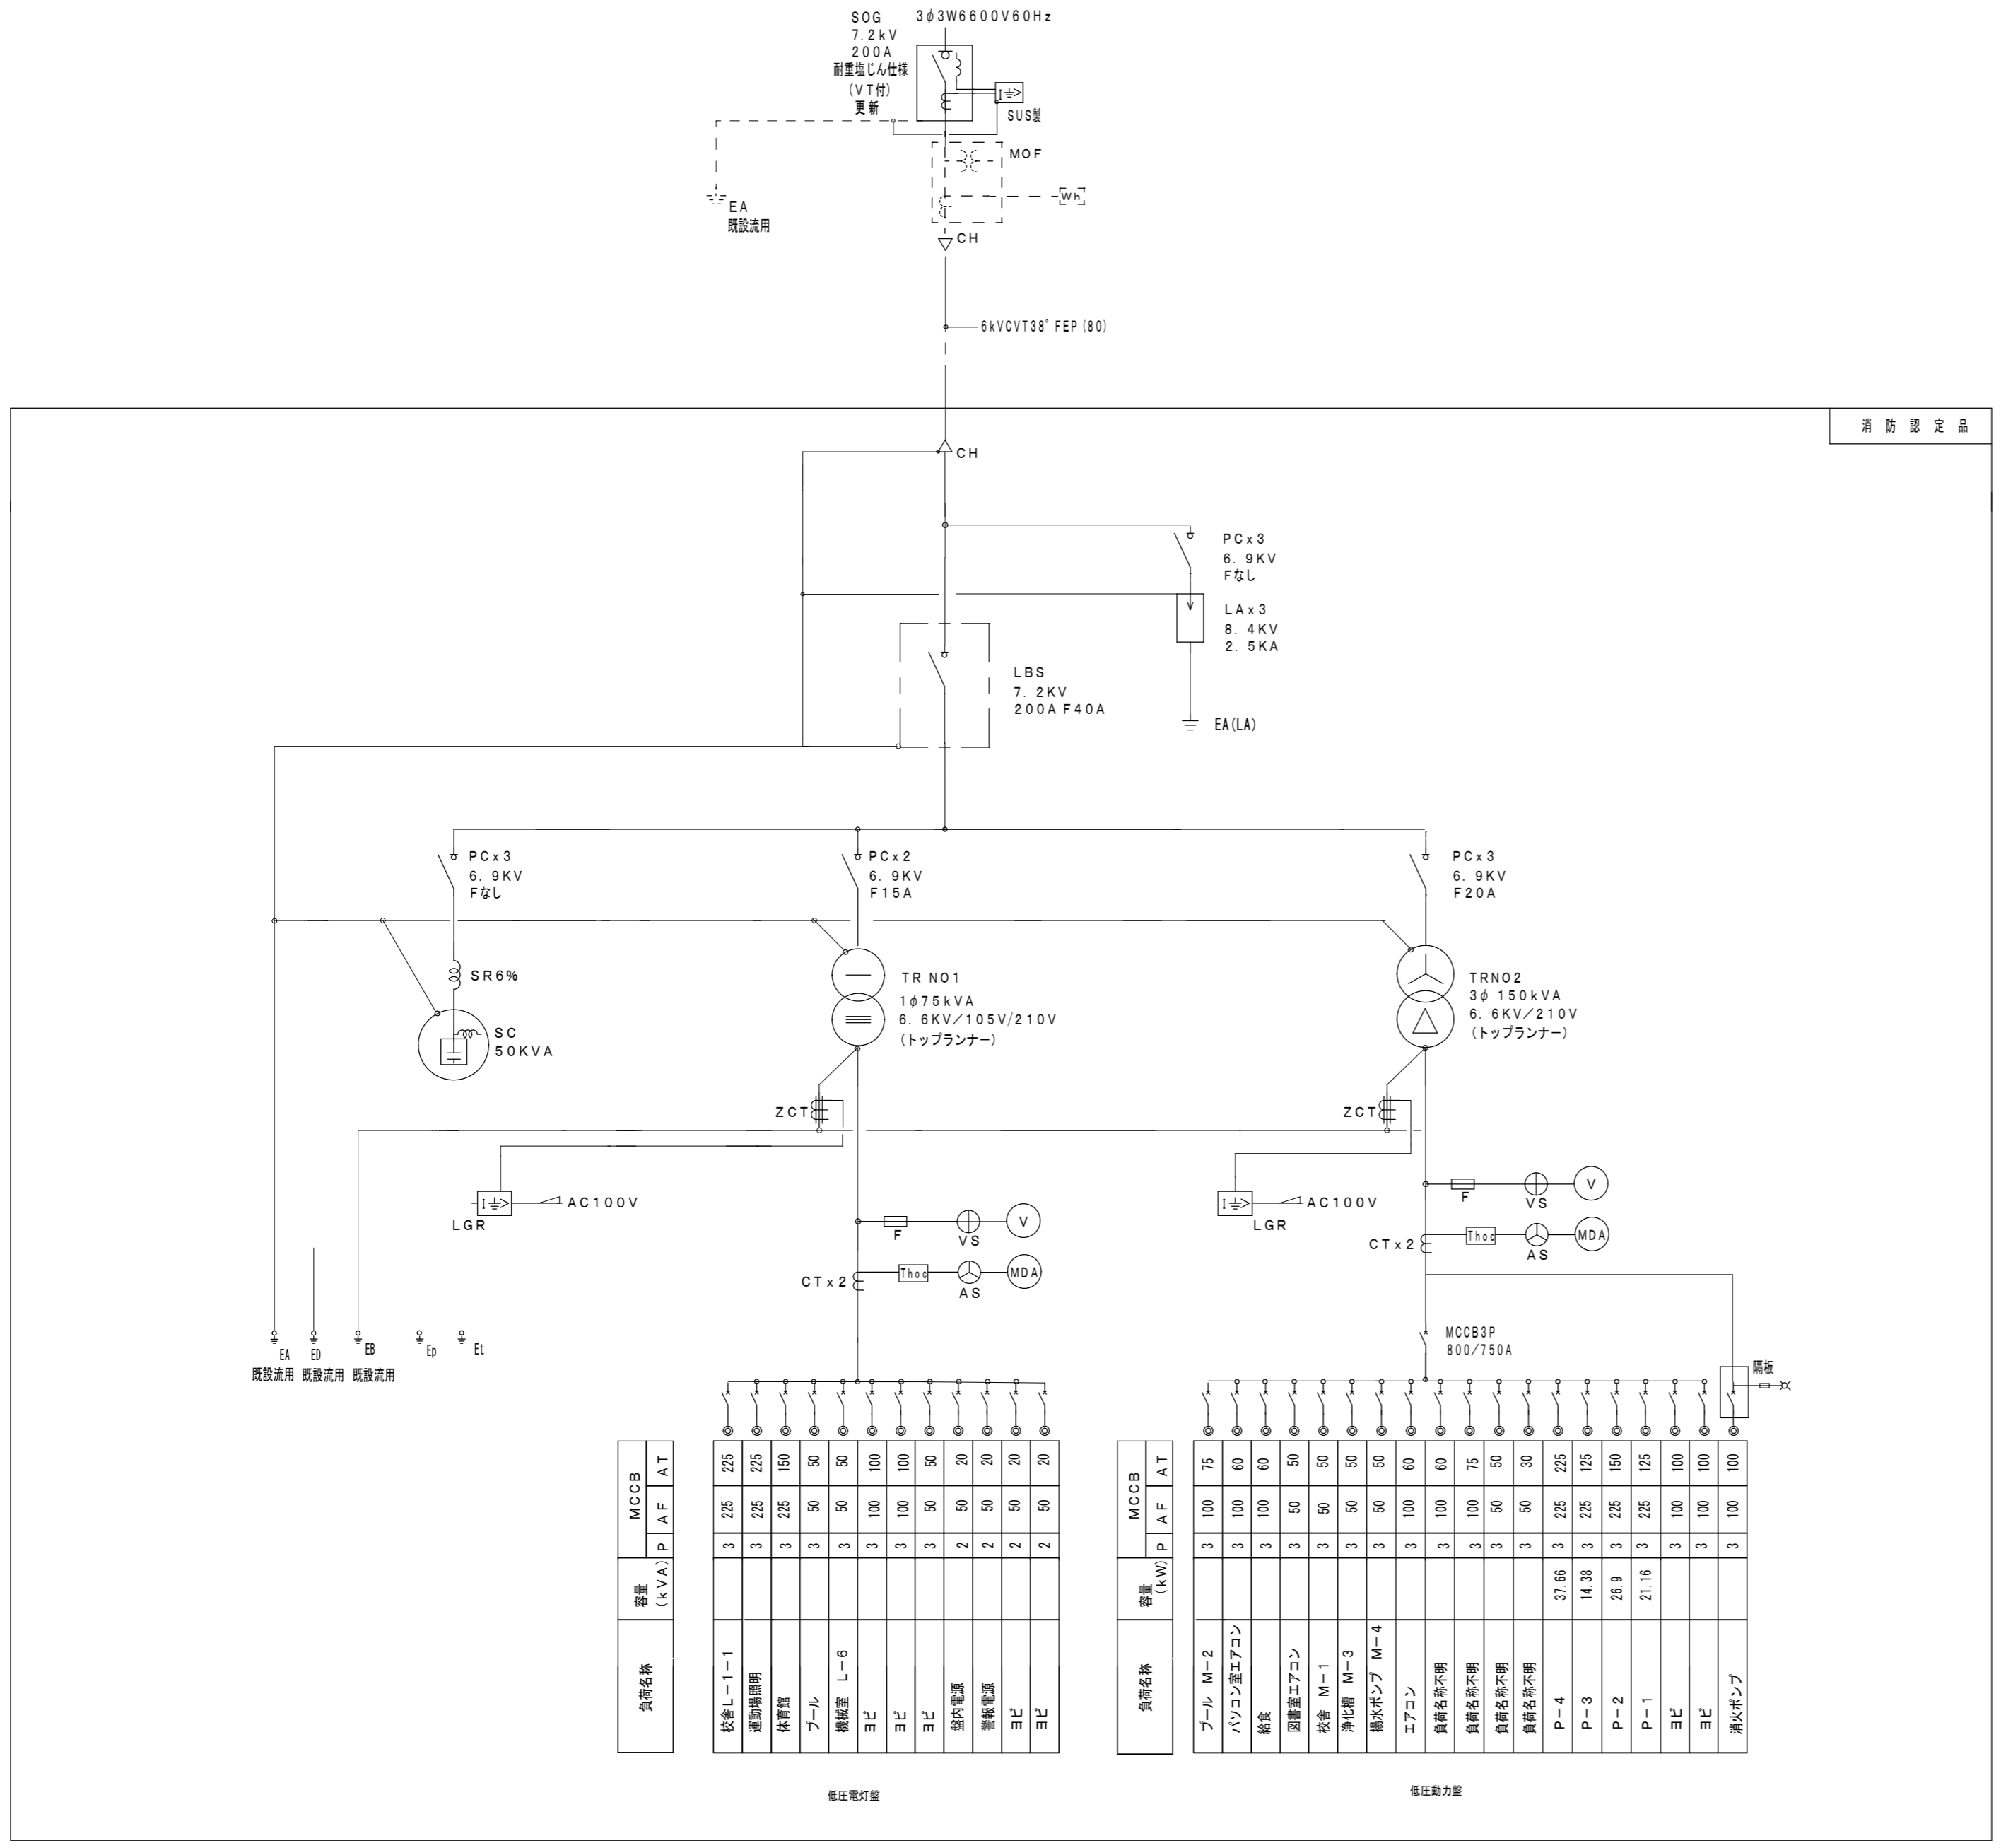 3φ3W6600V60Hz
SOG
7.2kV
200A
耐重塩じん仕様
(VT付)
更新
I
SUS製
MOF
Wh
EA
既設流用
CH
6kVCVT38° FEP(80)
消防認定品
CH
PCx3
6.9KV
Fなし
LAx3
8.4KV
2.5KA
EA(LA)
LBS
7.2KV
200A F40A
PCx3
6.9KV
Fなし
PCx2
6.9KV
F15A
PCx3
6.9KV
F20A
SR6%
SC
50KVA
TR NO1
1φ75kVA
6.6KV/105V/210V
(トップランナー)
TRNO2
3φ 150kVA
6.6KV/210V
(トップランナー)
ZCT
ZCT
I
AC100V
LGR
I
AC100V
LGR
F
VS
V
CTx2
Thoc
AS
MDA
F
VS
V
CTx2
Thoc
AS
MDA
EA
既設流用
ED
既設流用
EB
既設流用
Ep
Et
MCCB3P
800/750A
隔板
MCCB
P AF AT
容量
(kVA)
負荷名称
校舎L-1-1 3 225 225
運動場照明 3 225 225
体育館 3 225 150
プール 3 50 50
機械室 L-6 3 50 50
ヨビ 3 100 100
ヨビ 3 100 100
ヨビ 3 50 50
盤内電源 2 50 20
警報電源 2 50 20
ヨビ 2 50 20
ヨビ 2 50 20
低圧電灯盤
MCCB
P AF AT
容量
(kW)
負荷名称
プール M-2 3 100 75
パソコン室エアコン 3 100 60
給食 3 100 60
図書室エアコン 3 50 50
校舎 M-1 3 50 50
浄化槽 M-3 3 50 50
揚水ポンプ M-4 3 50 50
エアコン 3 100 60
負荷名称不明 3 100 60
負荷名称不明 3 100 75
負荷名称不明 3 50 50
負荷名称不明 3 50 30
P-4 37.66 3 225 225
P-3 14.38 3 225 125
P-2 26.9 3 225 150
P-1 21.16 3 225 125
ヨビ 3 100 100
ヨビ 3 100 100
消火ポンプ 3 100 100
低圧動力盤